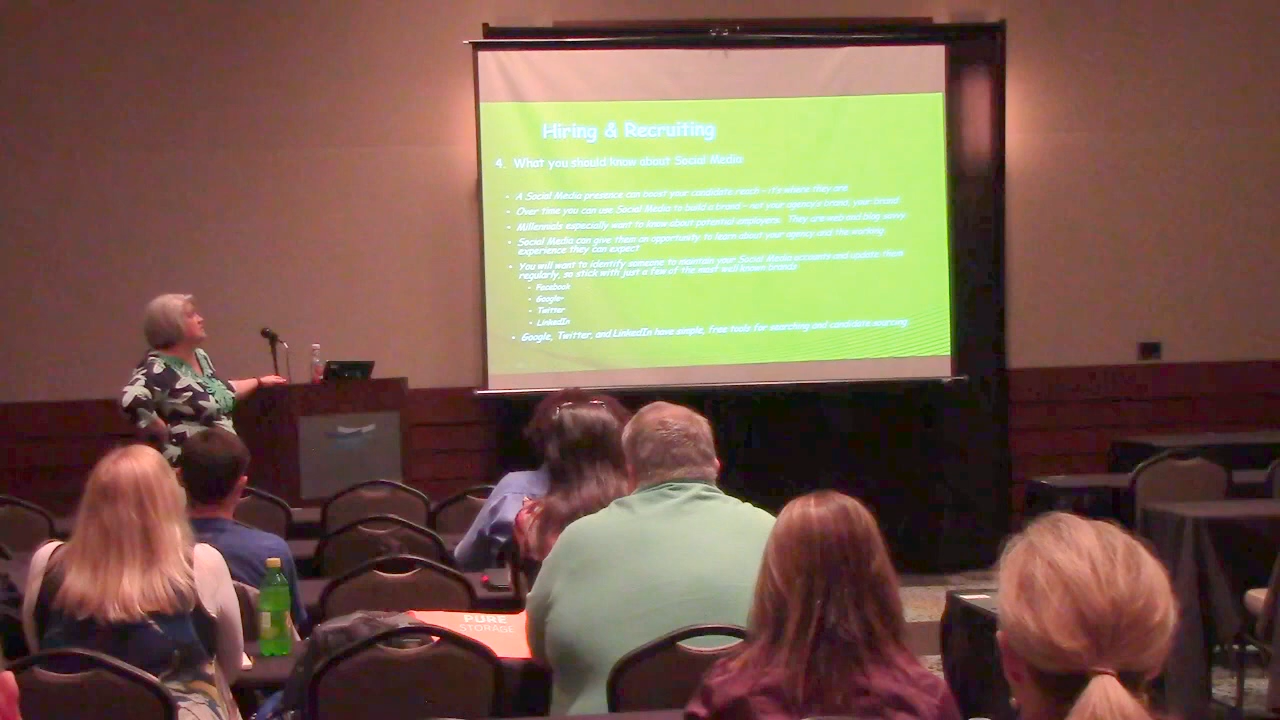 Hiring & Recruiting
4. What you should know about Social Media
• A Social Media presence can boost your candidate reach – it's where they are
• Over time you can use Social Media to build a brand – not your agency's brand, your brand
• Millennials especially want to know about potential employers. They are web and blog savvy.
• Social Media can give them an opportunity to learn about your agency and the working
experience they can expect
• You will want to identify someone to maintain your Social Media accounts and update them
regularly, so stick with just a few of the most well-known brands
• Facebook
• Google+
• Twitter
• LinkedIn
• Google, Twitter, and LinkedIn have simple, free tools for searching and candidate sourcing
PURE
STORAGE